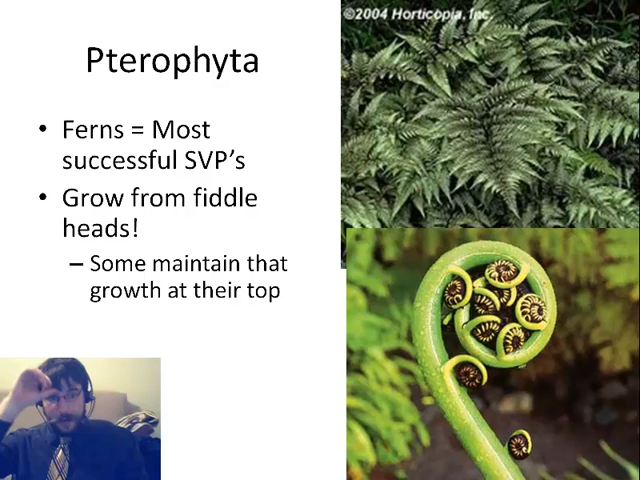 ©2004 Horticopia, Inc.
Pterophyta
• Ferns = Most
successful SVP's
• Grow from fiddle
heads!
– Some maintain that
growth at their top